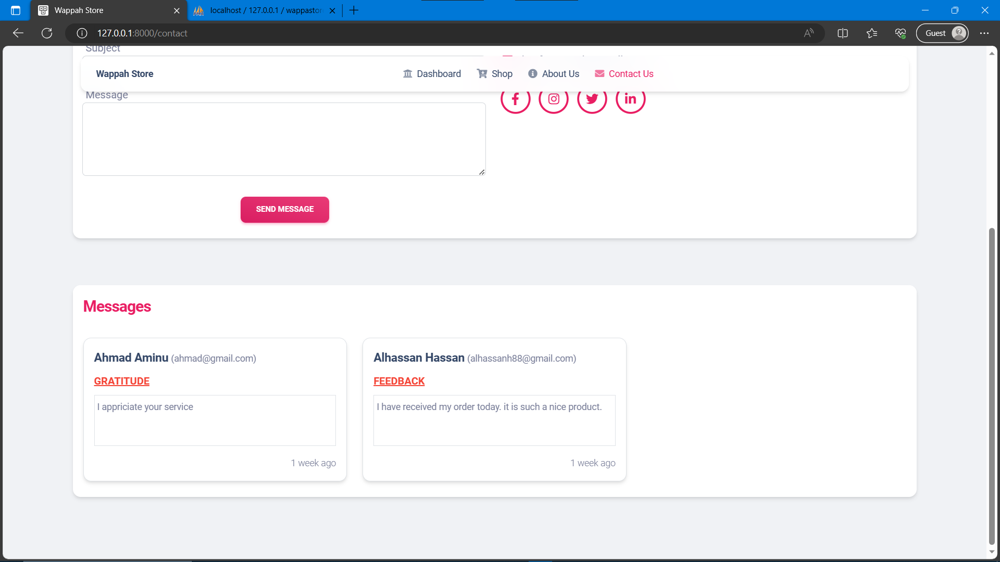 Wappah Store
localhost / 127.0.0.1 / wappastor
127.0.0.1:8000/contact
Guest
Subject
Wappah Store
Dashboard
Shop
About Us
Contact Us
Message
SEND MESSAGE
Messages
Ahmad Aminu (ahmad@gmail.com)
GRATITUDE
I appriciate your service
1 week ago
Alhassan Hassan (alhassanh88@gmail.com)
FEEDBACK
I have received my order today. it is such a nice product.
1 week ago